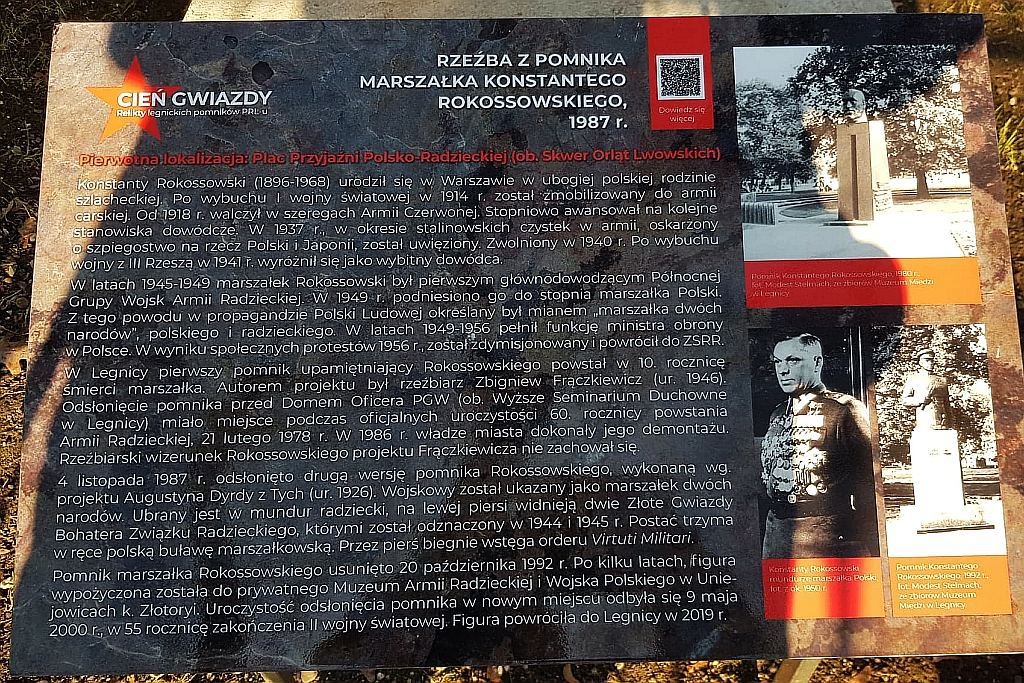 CIEŃ GWIAZDY
Relikty legnickich pomników PRL-u
RZEŹBA Z POMNIKA
MARSZAŁKA KONSTANTEGO
ROKOSSOWSKIEGO,
1987 r.
Dowiedz się
więcej
Pierwotna lokalizacja: Plac Przyjaźni Polsko-Radzieckiej (ob. Skwer Orląt Lwowskich)
Konstanty Rokossowski (1896-1968) urodził się w Warszawie w ubogiej polskiej rodzinie
szlacheckiej. Po wybuchu I wojny światowej w 1914 r. został zmobilizowany do armii
carskiej. Od 1918 r. walczył w szeregach Armii Czerwonej. Stopniowo awansował na kolejne
stanowiska dowódcze. W 1937 r., w okresie stalinowskich czystek w armii, oskarżony
o szpiegostwo na rzecz Polski i Japonii, został uwięziony. Zwolniony w 1940 r. Po wybuchu
wojny z III Rzeszą w 1941 r. wyróżnił się jako wybitny dowódca.
W latach 1945-1949 marszałek Rokossowski był pierwszym głównodowodzącym Północnej
Grupy Wojsk Armii Radzieckiej. W 1949 r. podniesiono go do stopnia marszałka Polski.
Z tego powodu w propagandzie Polski Ludowej określany był mianem „marszałka dwóch
narodów”, polskiego i radzieckiego. W latach 1949-1956 pełnił funkcję ministra obrony
w Polsce. W wyniku społecznych protestów 1956 r., został zdymisjonowany i powrócił do ZSRR.
W Legnicy pierwszy pomnik upamiętniający Rokossowskiego powstał w 10. rocznicę
śmierci marszałka. Autorem projektu był rzeźbiarz Zbigniew Frączkiewicz (ur. 1946).
Odsłonięcie pomnika przed Domem Oficera PGW (ob. Wyższe Seminarium Duchowne
w Legnicy) miało miejsce podczas oficjalnych uroczystości 60. rocznicy powstania
Armii Radzieckiej, 21 lutego 1978 r. W 1986 r. władze miasta dokonały jego demontażu.
Rzeźbiarski wizerunek Rokossowskiego projektu Frączkiewicza nie zachował się.
4 listopada 1987 r. odsłonięto drugą wersję pomnika Rokossowskiego, wykonaną wg.
projektu Augustyna Dyrdy z Tych (ur. 1926). Wojskowy został ukazany jako marszałek dwóch
narodów. Ubrany jest w mundur radziecki, na lewej piersi widnieją dwie Złote Gwiazdy
Bohatera Związku Radzieckiego, którymi został odznaczony w 1944 i 1945 r. Postać trzyma
w ręce polską buławę marszałkowską. Przez pierś biegnie wstęga orderu Virtuti Militari.
Pomnik marszałka Rokossowskiego usunięto 20 października 1992 r. Po kilku latach, figura
wypożyczona została do prywatnego Muzeum Armii Radzieckiej i Wojska Polskiego w Unie-
jowicach k. Złotoryi. Uroczystość odsłonięcia pomnika w nowym miejscu odbyła się 9 maja
2000 r., w 55 rocznicę zakończenia II wojny światowej. Figura powróciła do Legnicy w 2019 r.
Pomnik Konstantego Rokossowskiego, 1980 r.,
fot. Modest Stelmach, ze zbiorów Muzeum Miedzi
w Legnicy
Konstanty Rokossowski
mundurze marszałka Polski,
1950 r.
Pomnik Konstantego
Rokossowskiego, 1992 r.,
fot. Modest Stelmach,
ze zbiorów Muzeum
Miedzi w Legnicy